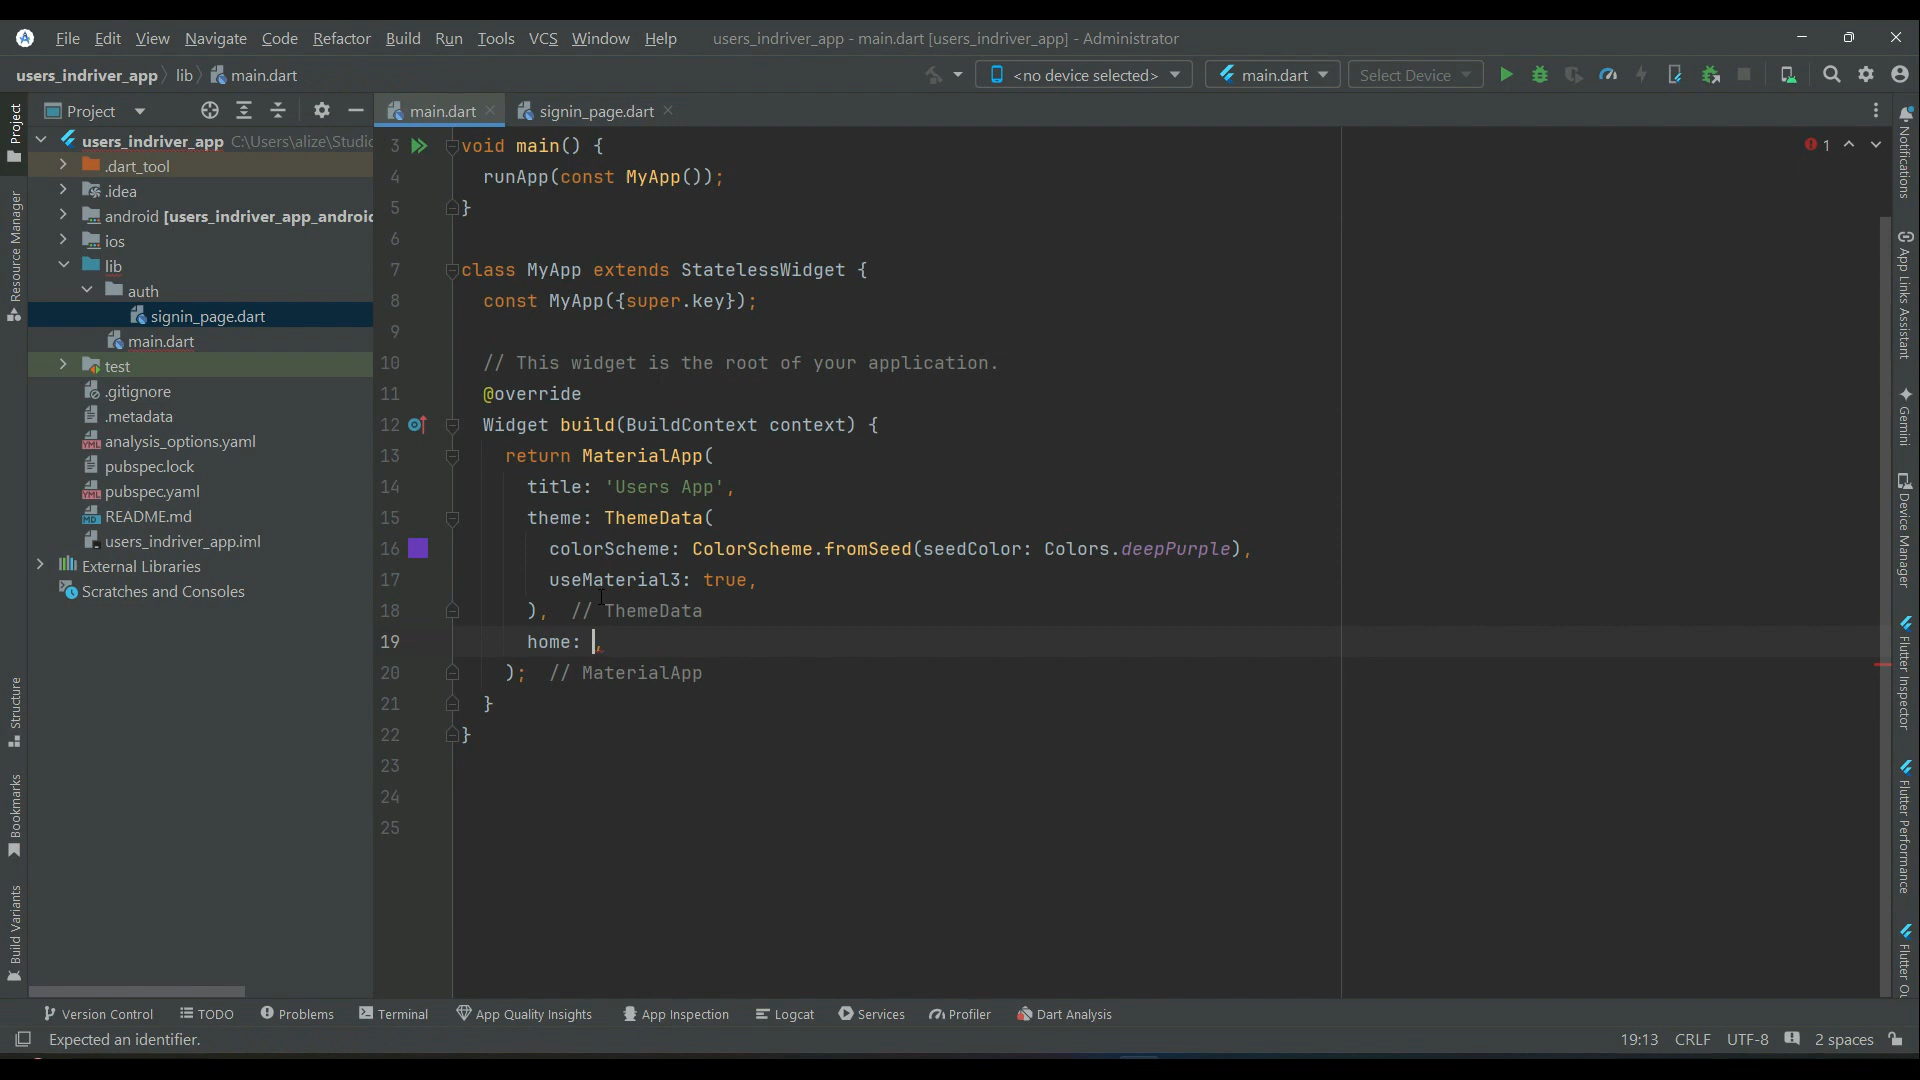 File Edit View Navigate Code Refactor Build Run Tools VCS Window Help users_indriver_app - main.dart [users_indriver_app] - Administrator
users_indriver_app lib main.dart <no device selected> main.dart Select Device
Project main.dart signin_page.dart
users_indriver_app C:\Users\alize\Studi
.dart_tool
.idea
android [users_indriver_app_android
ios
lib
auth
signin_page.dart
main.dart
test
.gitignore
.metadata
analysis_options.yaml
pubspec.lock
pubspec.yaml
README.md
users_indriver_app.iml
External Libraries
Scratches and Consoles
3 void main() {
4 runApp(const MyApp());
5 }
6
7 class MyApp extends StatelessWidget {
8 const MyApp({super.key});
9
10 // This widget is the root of your application.
11 @override
12 Widget build(BuildContext context) {
13 return MaterialApp(
14 title: 'Users App',
15 theme: ThemeData(
16 colorScheme: ColorScheme.fromSeed(seedColor: Colors.deepPurple),
17 useMaterial3: true,
18 ), // ThemeData
19 home: ,
20 ); // MaterialApp
21 }
22 }
23
24
25
1
Project
Resource Manager
Structure
Bookmarks
Build Variants
Notifications
App Links Assistant
Gemini
Device Manager
Flutter Inspector
Flutter Performance
Flutter Ou
Version Control TODO Problems Terminal App Quality Insights App Inspection Logcat Services Profiler Dart Analysis
Expected an identifier. 19:13 CRLF UTF-8 2 spaces